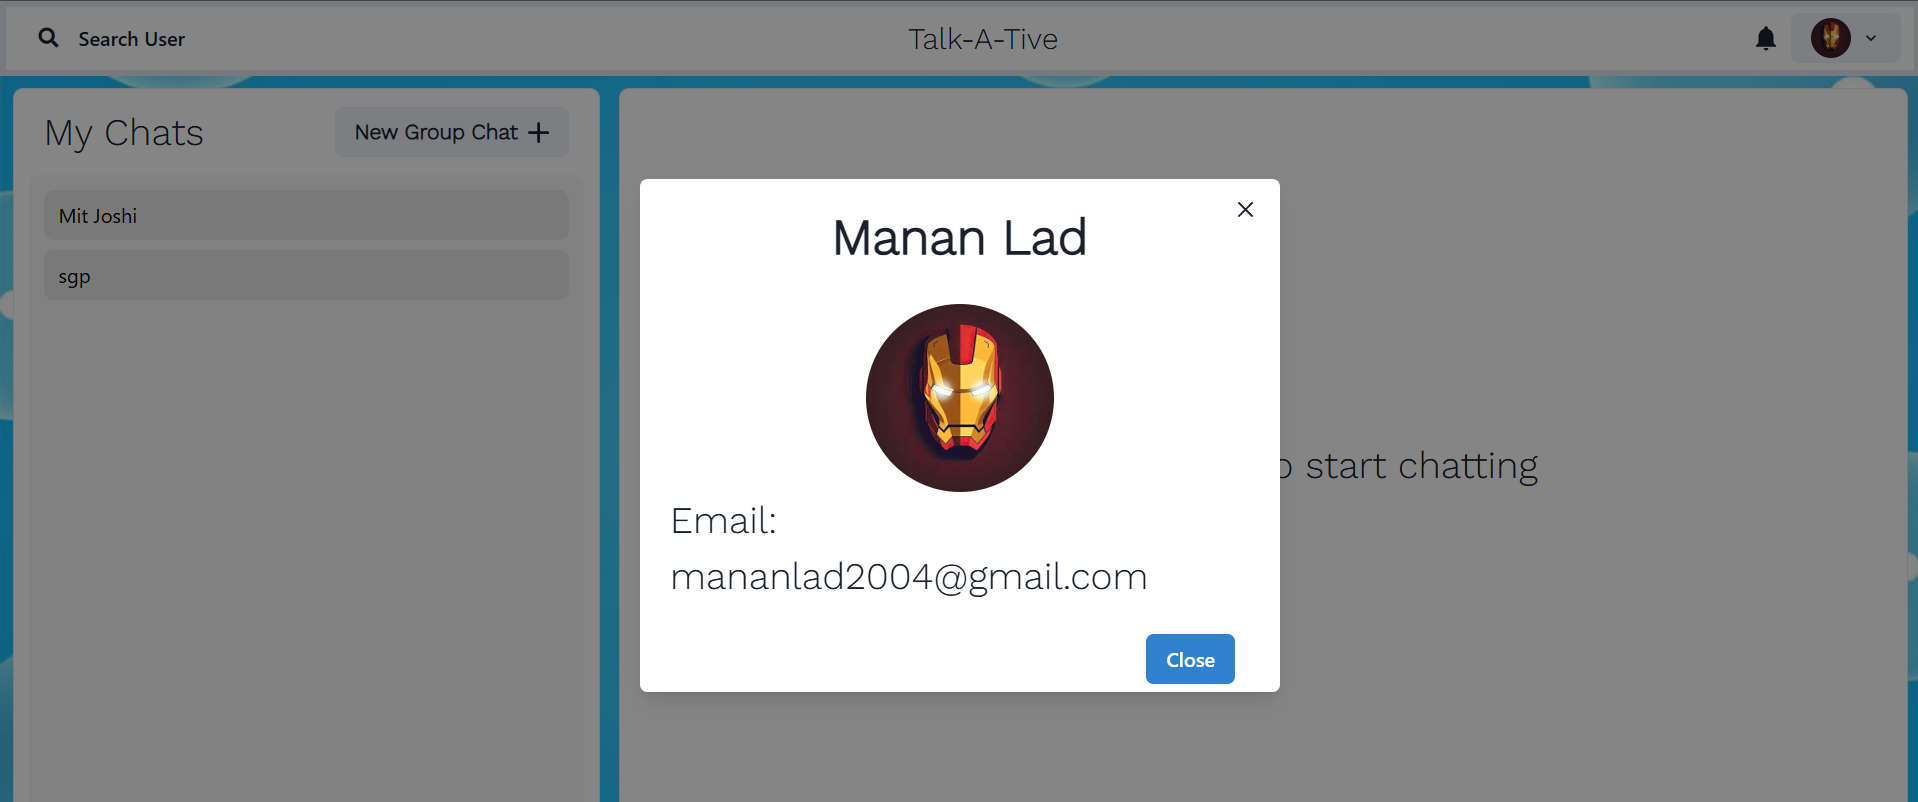 Search User
Talk-A-Tive
My Chats
New Group Chat
Mit Joshi
sgp
Manan Lad
Email:
mananlad2004@gmail.com
Close
start chatting